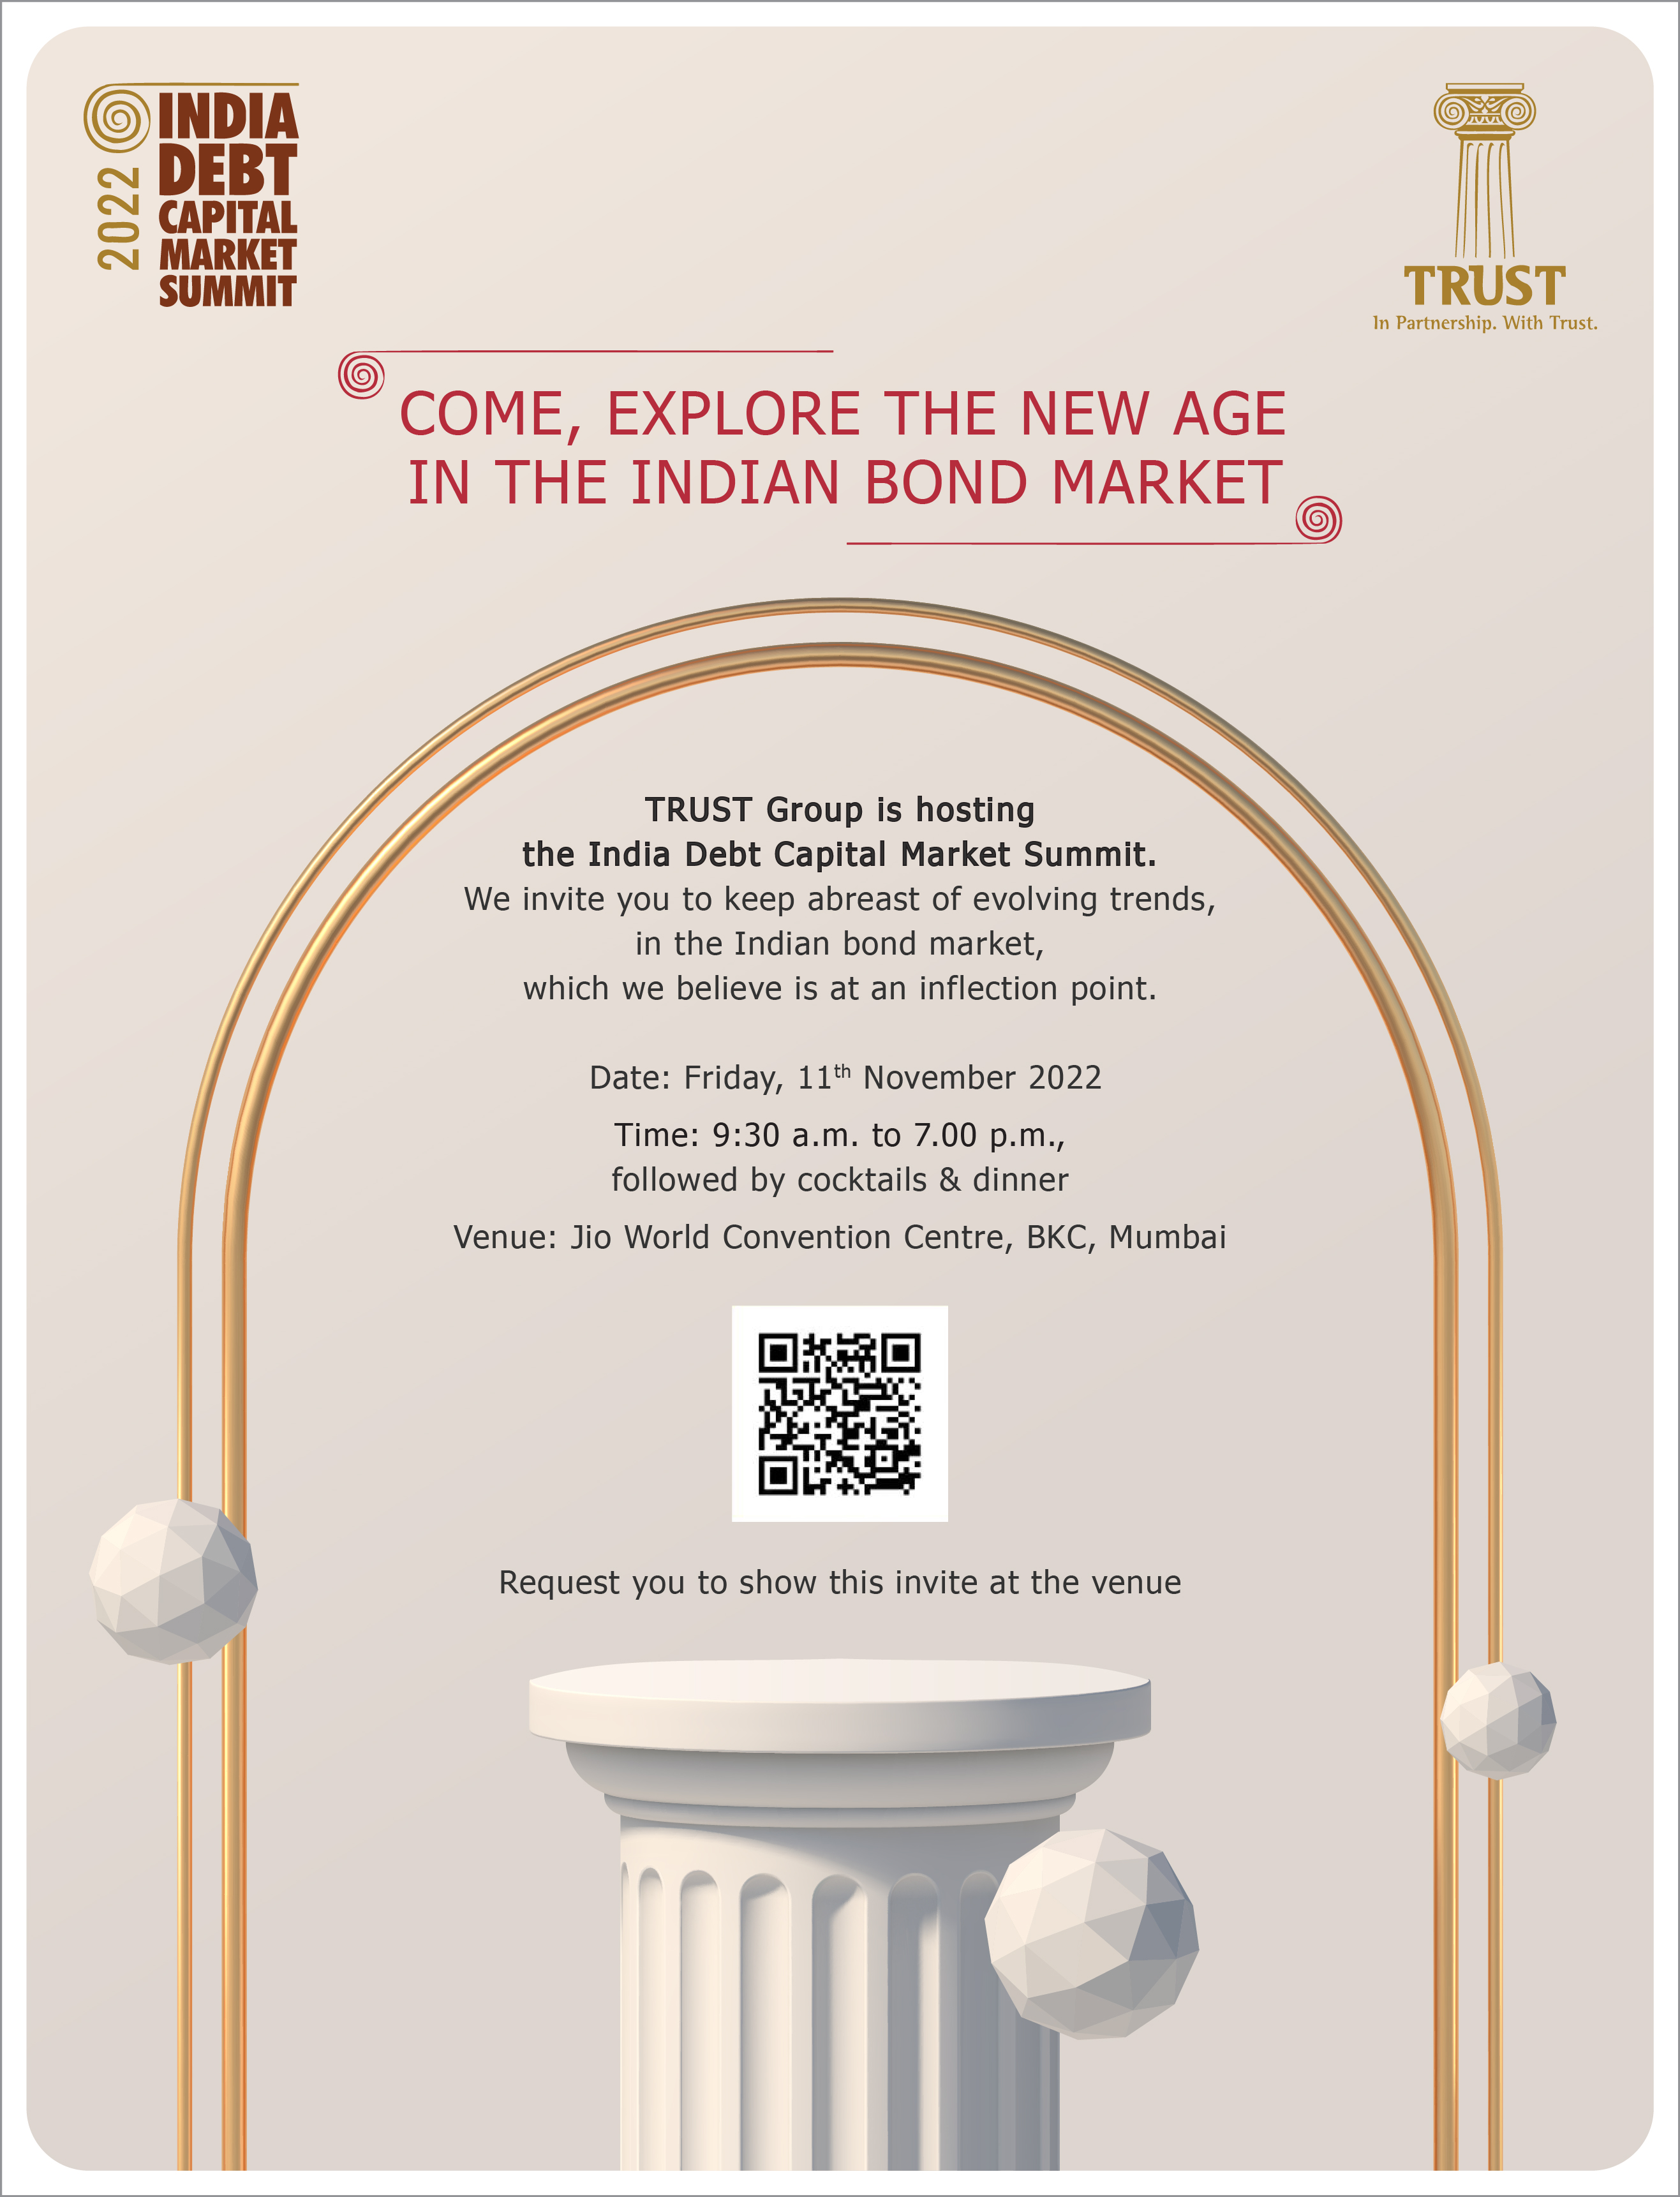 2022
INDIA
DEBT
CAPITAL
MARKET
SUMMIT
TRUST
In Partnership. With Trust.
COME, EXPLORE THE NEW AGE
IN THE INDIAN BOND MARKET
TRUST Group is hosting
the India Debt Capital Market Summit.
We invite you to keep abreast of evolving trends,
in the Indian bond market,
which we believe is at an inflection point.
Date: Friday, 11th November 2022
Time: 9:30 a.m. to 7.00 p.m.,
followed by cocktails & dinner
Venue: Jio World Convention Centre, BKC, Mumbai
Request you to show this invite at the venue